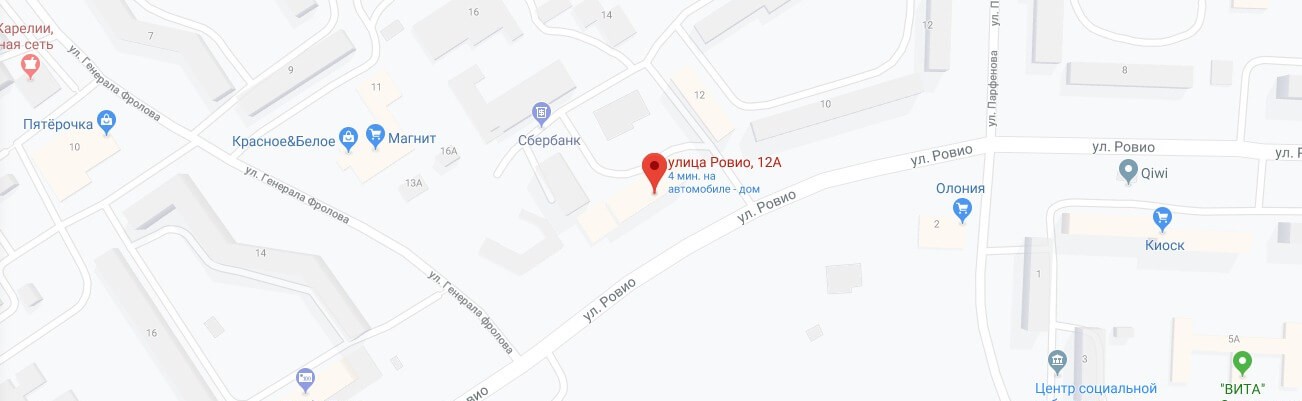 Карелии,
ная сеть
7
ул. Генерала Фролова
Пятёрочка
10
9
11
Красное&Белое
Магнит
16А
13А
16
14
Сбербанк
12
улица Ровио, 12А
4 мин. на
автомобиле - дом
10
12
ул. П
ул. Парфенова
8
ул. Ровио
ул. Ровио
ул. Ро
Qiwi
Олония
2
Киоск
ул. Ровио
ул. Генерала Фролова
14
16
ул. Генерала фролова
ул. Ровио
Ровио
1
3
5А
Центр социальной
"ВИТА"